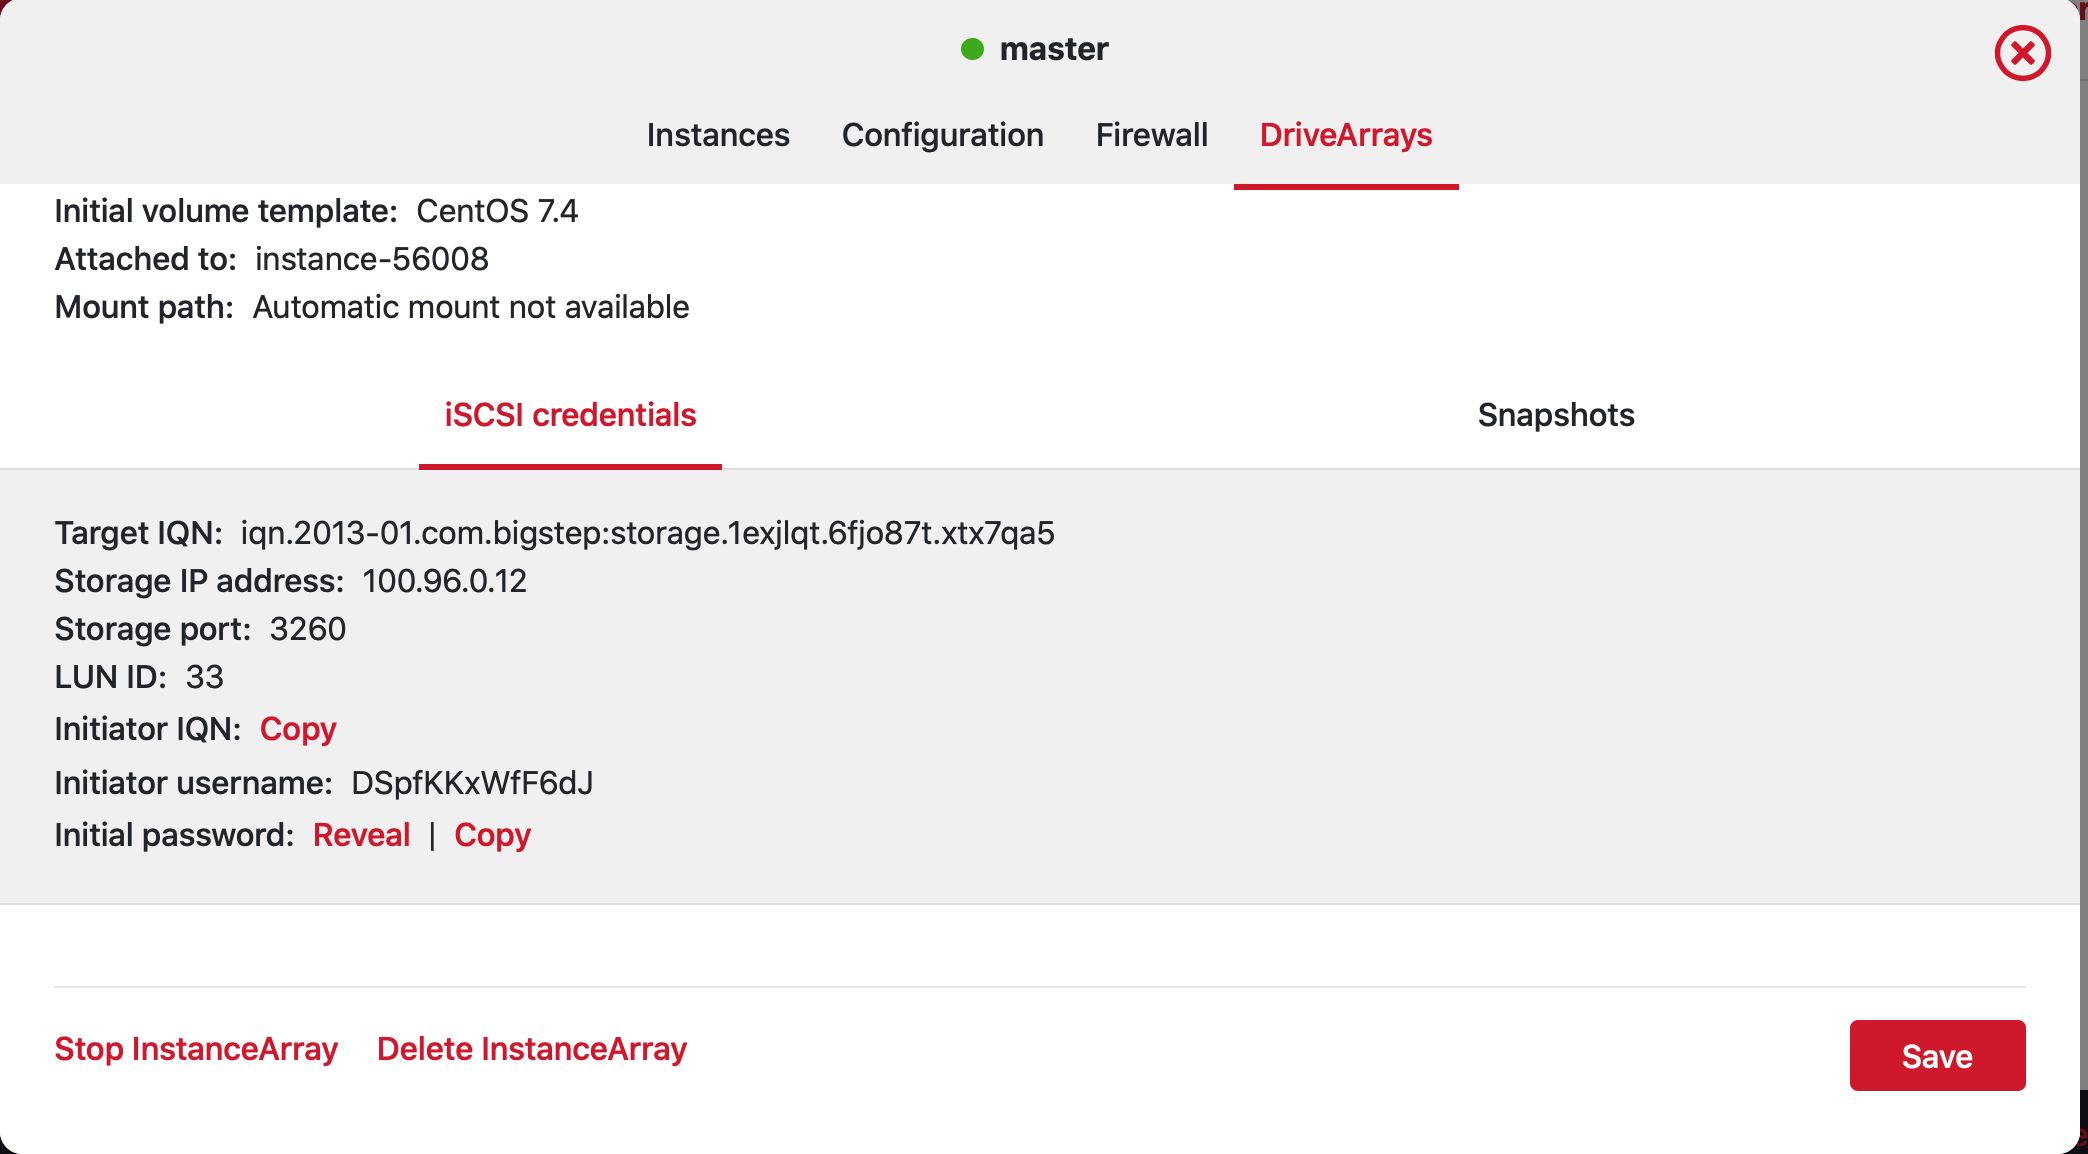 master
Instances Configuration Firewall DriveArrays
Initial volume template: CentOS 7.4
Attached to: instance-56008
Mount path: Automatic mount not available
iSCSI credentials Snapshots
Target IQN: iqn.2013-01.com.bigstep:storage.1exjlqt.6fjo87t.xtx7qa5
Storage IP address: 100.96.0.12
Storage port: 3260
LUN ID: 33
Initiator IQN: Copy
Initiator username: DSpfKKxWfF6dJ
Initial password: Reveal | Copy
Stop InstanceArray Delete InstanceArray Save